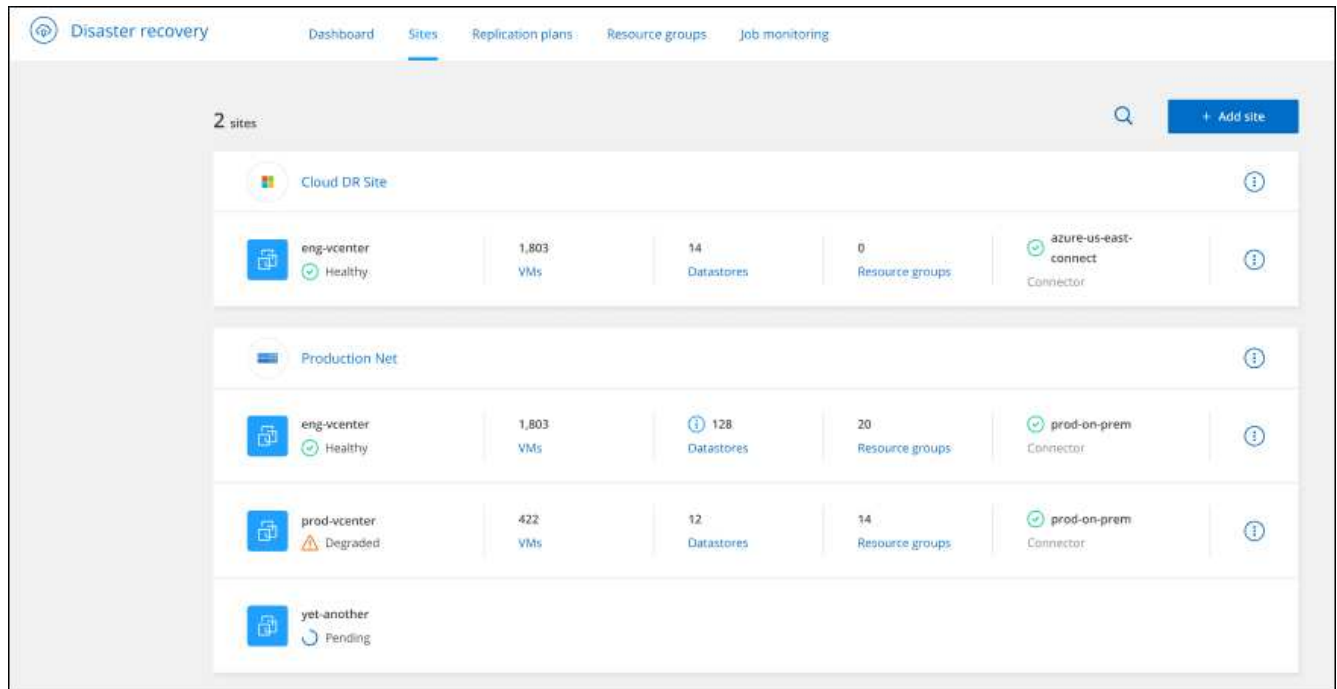 Disaster recovery
Dashboard
Sites
Replication plans
Resource groups
Job monitoring
2 sites
+ Add site
Cloud DR Site
eng-vcenter
Healthy
1,803
VMs
14
Datastores
0
Resource groups
azure-us-east-
connect
Connector
Production Net
eng-vcenter
Healthy
1,803
VMs
128
Datastores
20
Resource groups
prod-on-prem
Connector
prod-vcenter
Degraded
422
VMs
12
Datastores
14
Resource groups
prod-on-prem
Connector
yet-another
Pending